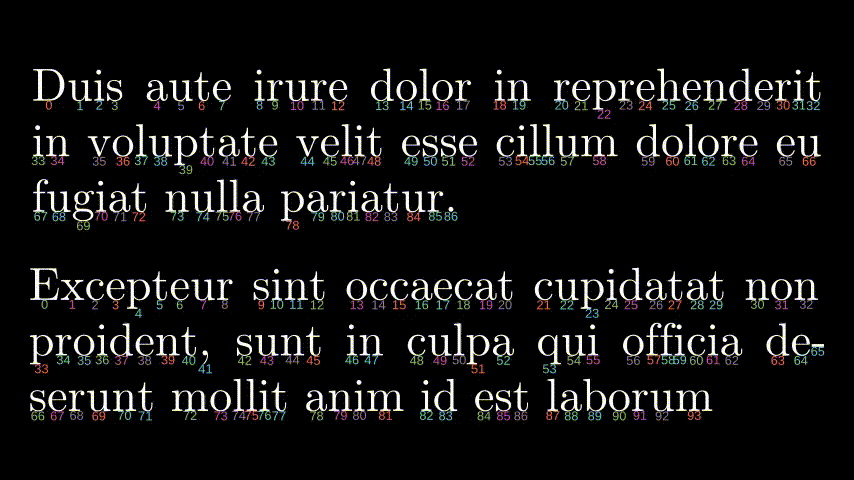 Duis aute irure dolor in reprehenderit
in voluptate velit esse cillum dolore eu
fugiat nulla pariatur.
Excepteur sint occaecat cupidatat non
proident, sunt in culpa qui officia de-
serunt mollit anim id est laborum